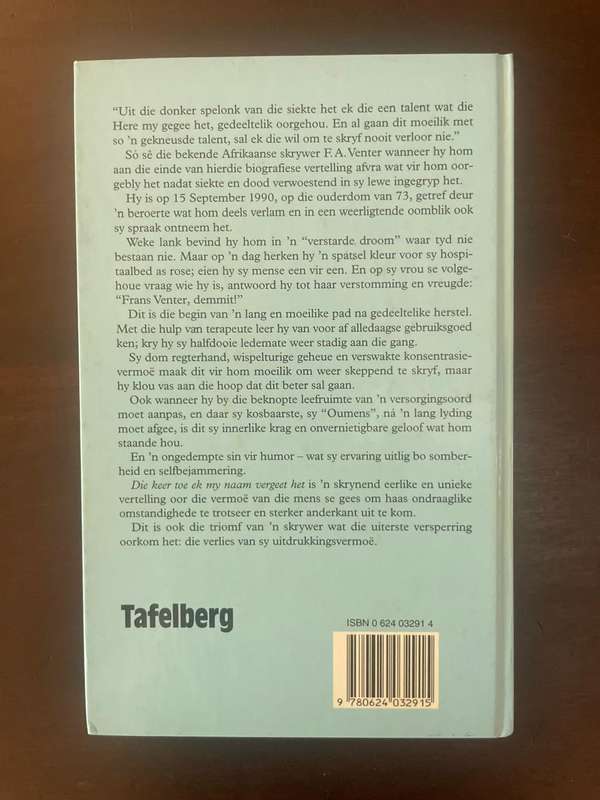 “Uit die donker spelonk van die siekte het ek die een talent wat die
Here my gegee het, gedeeltelik oorgehou. En al gaan dit moeilik met
so ’n gekneusde talent, sal ek die wil om te skryf nooit verloor nie.”
Só sê die bekende Afrikaanse skrywer F.A. Venter wanneer hy hom
aan die einde van hierdie biografiese vertelling afvra wat vir hom oor-
gebly het nadat siekte en dood verwoestend in sy lewe ingegryp het.
Hy is op 15 September 1990, op die ouderdom van 73, getref deur
’n beroerte wat hom deels verlam en in een weerligtende oomblik ook
sy spraak ontneem het.
Weke lank bevind hy hom in ’n “verstarde droom” waar tyd nie
bestaan nie. Maar op ’n dag herken hy ’n spatsel kleur voor sy hospi-
taalbed as rose; eien hy sy mense een vir een. En op sy vrou se volge-
houe vraag wie hy is, antwoord hy tot haar verstomming en vreugde:
“Frans Venter, demmit!”
Dit is die begin van ’n lang en moeilike pad na gedeeltelike herstel.
Met die hulp van terapeute leer hy van voor af alledaagse gebruiksgoed
ken; kry hy sy halfdooie ledemate weer stadig aan die gang.
Sy dom regterhand, wispelturige geheue en verswakte konsentrasie-
vermoë maak dit vir hom moeilik om weer skeppend te skryf, maar
hy klou vas aan die hoop dat dit beter sal gaan.
Ook wanneer hy by die beknopte leefruimte van ’n versorgingsoord
moet aanpas, en daar sy kosbaarste, sy “Oumens”, ná ’n lang lyding
moet afgee, is dit sy innerlike krag en onvernietigbare geloof wat hom
staande hou.
En ’n ongedempte sin vir humor – wat sy ervaring uitlig bo somber-
heid en selfbejammering.
Die keer toe ek my naam vergeet het is ’n skrynend eerlike en unieke
vertelling oor die vermoë van die mens se gees om haas ondraaglike
omstandighede te trotseer en sterker anderkant uit te kom.
Dit is ook die triomf van ’n skrywer wat die uiterste versperring
oorkom het: die verlies van sy uitdrukkingsvermoë.
Tafelberg
ISBN 0 624 03291 4
9 780624 032915